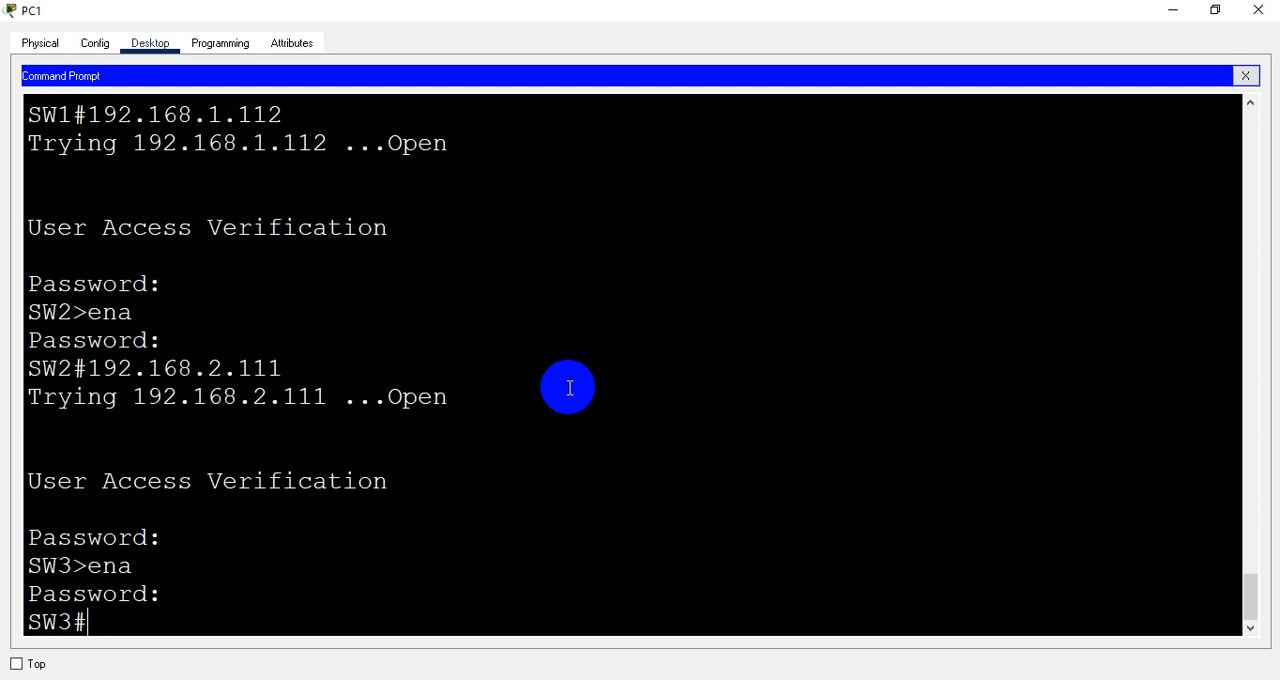 PC1
Physical Config Desktop Programming Attributes
Command Prompt
X
SW1#192.168.1.112
Trying 192.168.1.112 ...Open
User Access Verification
Password:
SW2>ena
Password:
SW2#192.168.2.111
Trying 192.168.2.111 ...Open
User Access Verification
Password:
SW3>ena
Password:
SW3#
Top